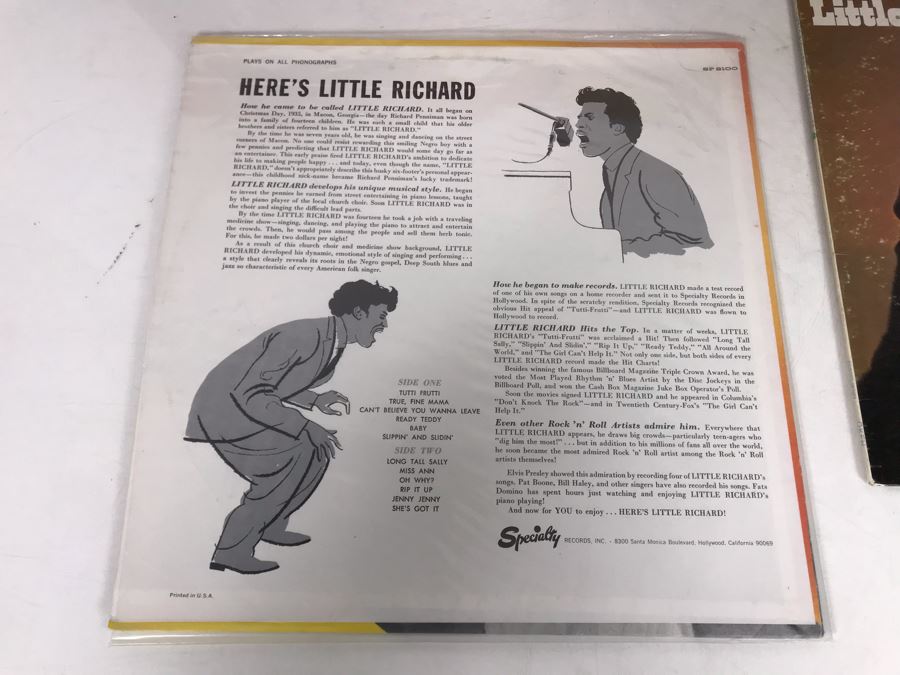 PLAYS ON ALL PHONOGRAPHS
SP 2100
HERE'S LITTLE RICHARD
How he came to be called LITTLE RICHARD. It all began on
Christmas Day, 1935, in Macon, Georgia—the day Richard Penniman was born
into a family of fourteen children. He was such a small child that his older
brothers and sisters referred to him as "LITTLE RICHARD."
By the time he was seven years old, he was singing and dancing on the street
corners of Macon. No one could resist rewarding this smiling Negro boy with a
few pennies and predicting that LITTLE RICHARD would some day go far as
an entertainer. This early praise fired LITTLE RICHARD's ambition to dedicate
his life to making people happy . . . and today, even though the name, "LITTLE
RICHARD," doesn't appropriately describe this husky six-footer's personal appear-
ance—this childhood nick-name became Richard Penniman's lucky trademark!
LITTLE RICHARD develops his unique musical style. He began
to invest the pennies he earned from street entertaining in piano lessons, taught
by the piano player of the local church choir. Soon LITTLE RICHARD was in
the choir and singing the difficult lead parts.
By the time LITTLE RICHARD was fourteen he took a job with a traveling
medicine show—singing, dancing, and playing the piano to attract and entertain
the crowds. Then, he would pass among the people and sell them herb tonic.
For this, he made two dollars per night!
As a result of this church choir and medicine show background, LITTLE
RICHARD developed his dynamic, emotional style of singing and performing . . .
a style that clearly reveals its roots in the Negro gospel, Deep South blues and
jazz so characteristic of every American folk singer.
SIDE ONE
TUTTI FRUTTI
TRUE, FINE MAMA
CAN'T BELIEVE YOU WANNA LEAVE
READY TEDDY
BABY
SLIPPIN' AND SLIDIN'
SIDE TWO
LONG TALL SALLY
MISS ANN
OH WHY?
RIP IT UP
JENNY JENNY
SHE'S GOT IT
How he began to make records. LITTLE RICHARD made a test record
of one of his own songs on a home recorder and sent it to Specialty Records in
Hollywood. In spite of the scratchy rendition, Specialty Records recognized the
obvious Hit appeal of "Tutti-Frutti"—and LITTLE RICHARD was flown to
Hollywood to record.
LITTLE RICHARD Hits the Top. In a matter of weeks, LITTLE
RICHARD's "Tutti-Frutti" was acclaimed a Hit! Then followed "Long Tall
Sally," "Slippin' And Slidin'," "Rip It Up," "Ready Teddy," "All Around the
World," and "The Girl Can't Help It." Not only one side, but both sides of every
LITTLE RICHARD record made the Hit Charts!
Besides winning the famous Billboard Magazine Triple Crown Award, he was
voted the Most Played Rhythm 'n' Blues Artist by the Disc Jockeys in the
Billboard Poll, and won the Cash Box Magazine Juke Box Operator's Poll.
Soon the movies signed LITTLE RICHARD and he appeared in Columbia's
"Don't Knock The Rock"—and in Twentieth Century-Fox's "The Girl Can't
Help It."
Even other Rock 'n' Roll Artists admire him. Everywhere that
LITTLE RICHARD appears, he draws big crowds—particularly teen-agers who
"dig him the most!" . . . but in addition to his millions of fans all over the world,
he soon became the most admired Rock 'n' Roll artist among the Rock 'n' Roll
artists themselves!
Elvis Presley showed this admiration by recording four of LITTLE RICHARD's
songs. Pat Boone, Bill Haley, and other singers have also recorded his songs. Fats
Domino has spent hours just watching and enjoying LITTLE RICHARD's
piano playing!
And now for YOU to enjoy . . . HERE'S LITTLE RICHARD!
Specialty RECORDS, INC. - 8300 Santa Monica Boulevard, Hollywood, California 90069
Printed in U.S.A.
Little